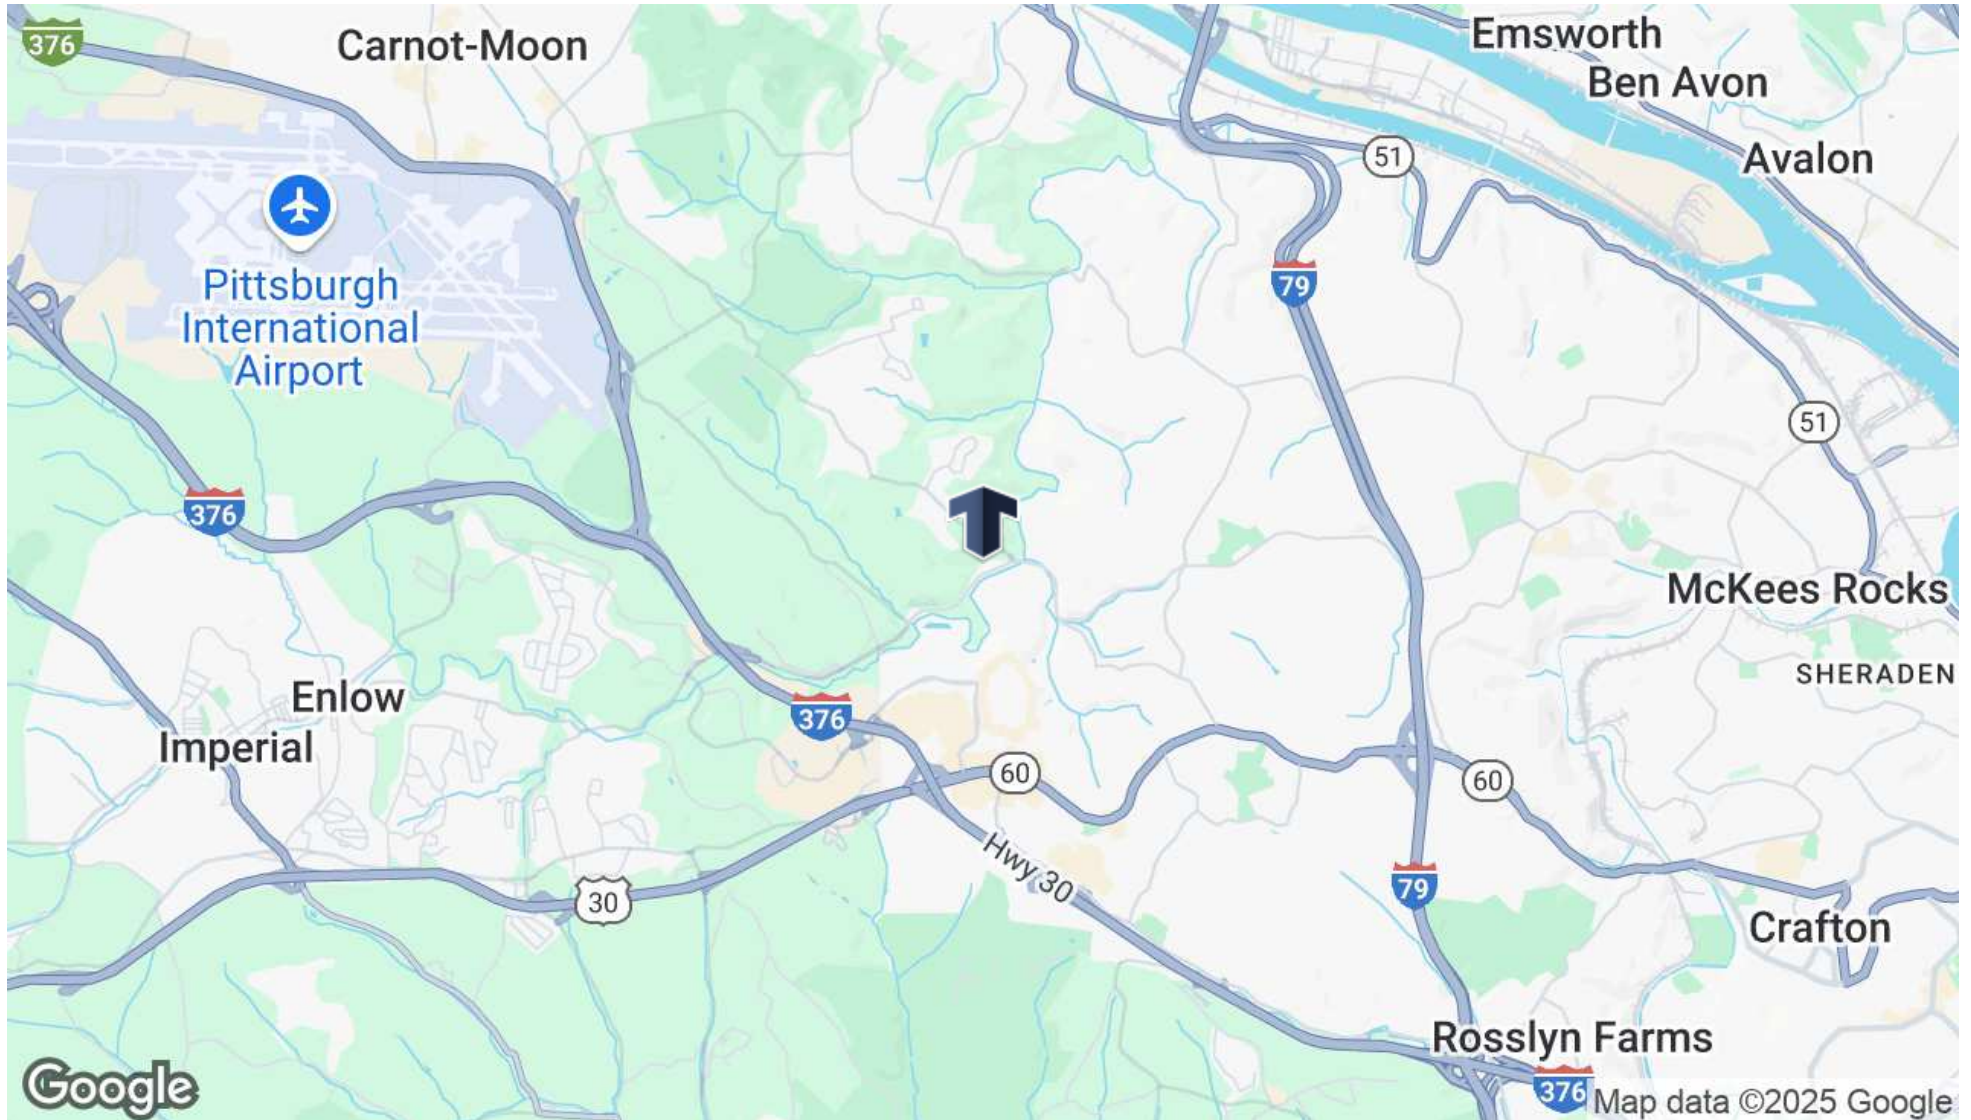 376
Carnot-Moon
Emsworth
Ben Avon
Avalon
51
Pittsburgh
International
Airport
79
51
376
McKees Rocks
SHERADEN
Enlow
Imperial
376
60
60
Hwy 30
30
79
Crafton
Rosslyn Farms
376
Google
Map data ©2025 Google